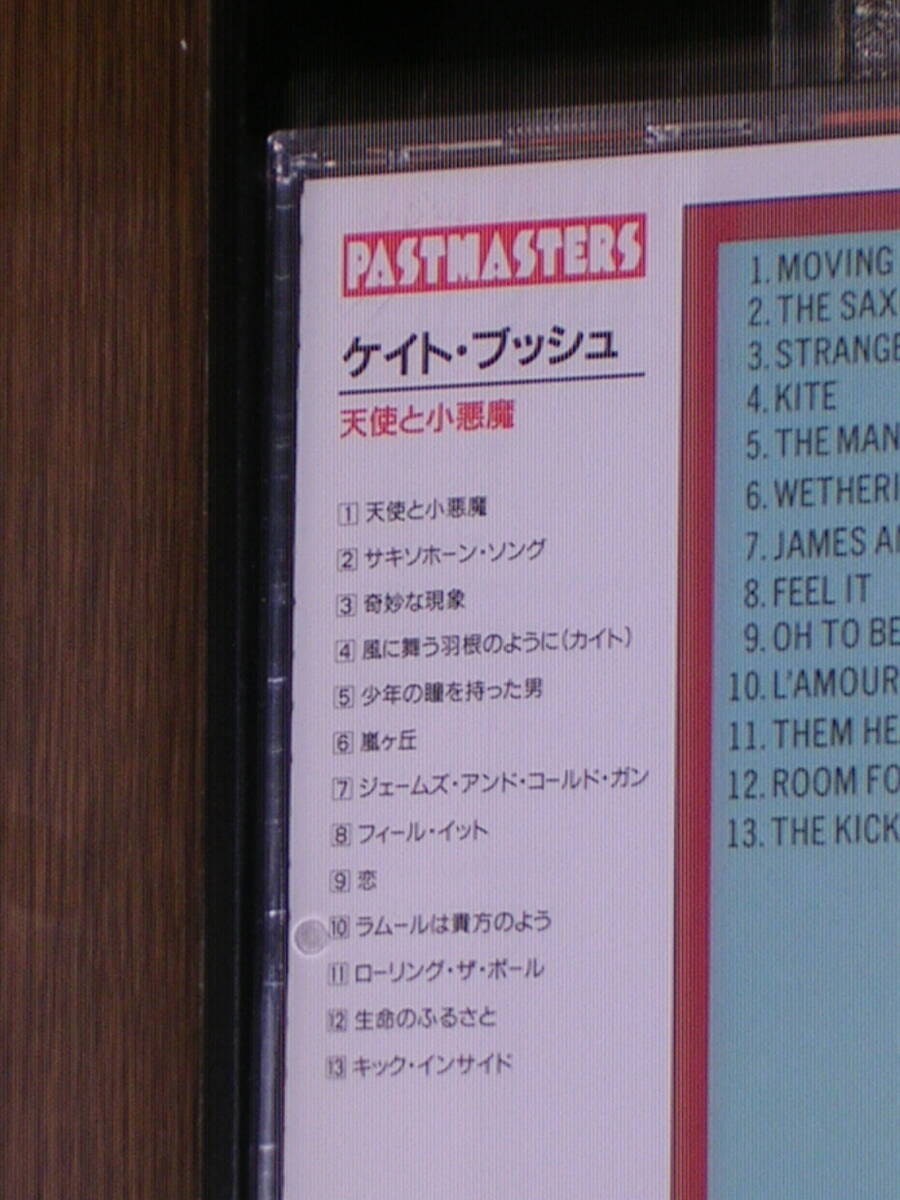 PASTMASTERS
ケイト・ブッシュ
天使と小悪魔
1 天使と小悪魔
2 サキソホーン・ソング
3 奇妙な現象
4 風に舞う羽根のように(カイト)
5 少年の瞳を持った男
6 嵐ヶ丘
7 ジェームズ・アンド・コールド・ガン
8 フィール・イット
9 恋
10 ラムールは貴方のよう
11 ローリング・ザ・ボール
12 生命のふるさと
13 キック・インサイド
1. MOVING
2. THE SAX
3. STRANGE
4. KITE
5. THE MAN
6. WETHERI
7. JAMES A
8. FEEL IT
9. OH TO BE
10. L'AMOUR
11. THEM HE
12. ROOM FO
13. THE KICK